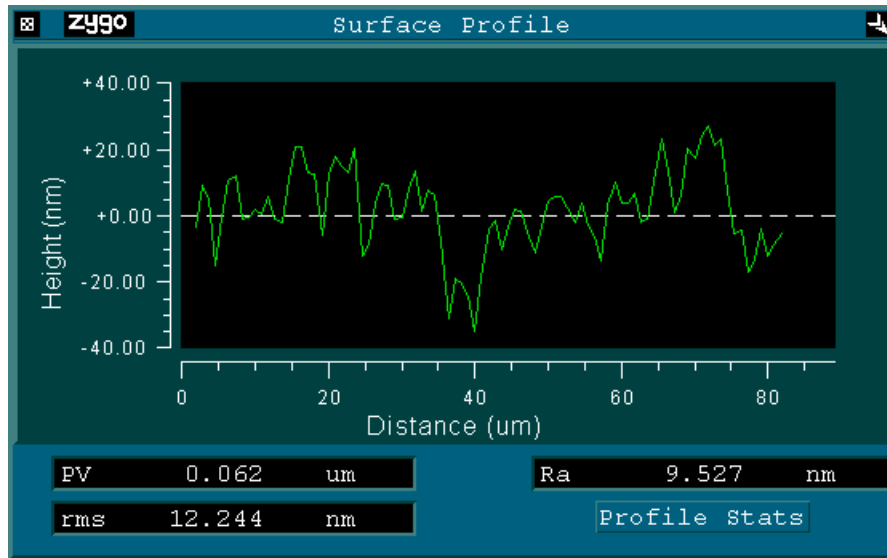 zygo Surface Profile
+40.00
+20.00
+0.00
-20.00
-40.00
Height (nm)
0 20 40 60 80
Distance (um)
PV 0.062 um Ra 9.527 nm
rms 12.244 nm Profile Stats